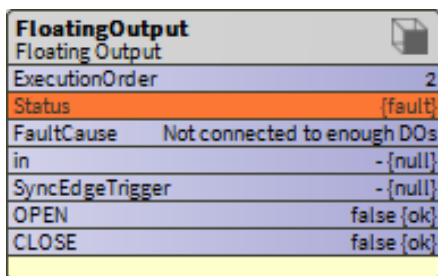 FloatingOutput
Floating Output
ExecutionOrder 2
Status {fault}
FaultCause Not connected to enough DOs
in - {null}
SyncEdgeTrigger - {null}
OPEN false {ok}
CLOSE false {ok}